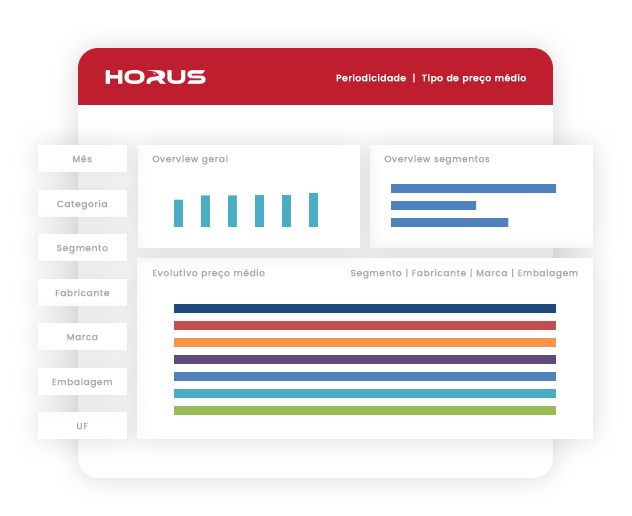 HORUS
Periodicidade | Tipo de preço médio
Mês
Categoria
Segmento
Fabricante
Marca
Embalagem
UF
Overview geral
Overview segmentos
Evolutivo preço médio
Segmento | Fabricante | Marca | Embalagem